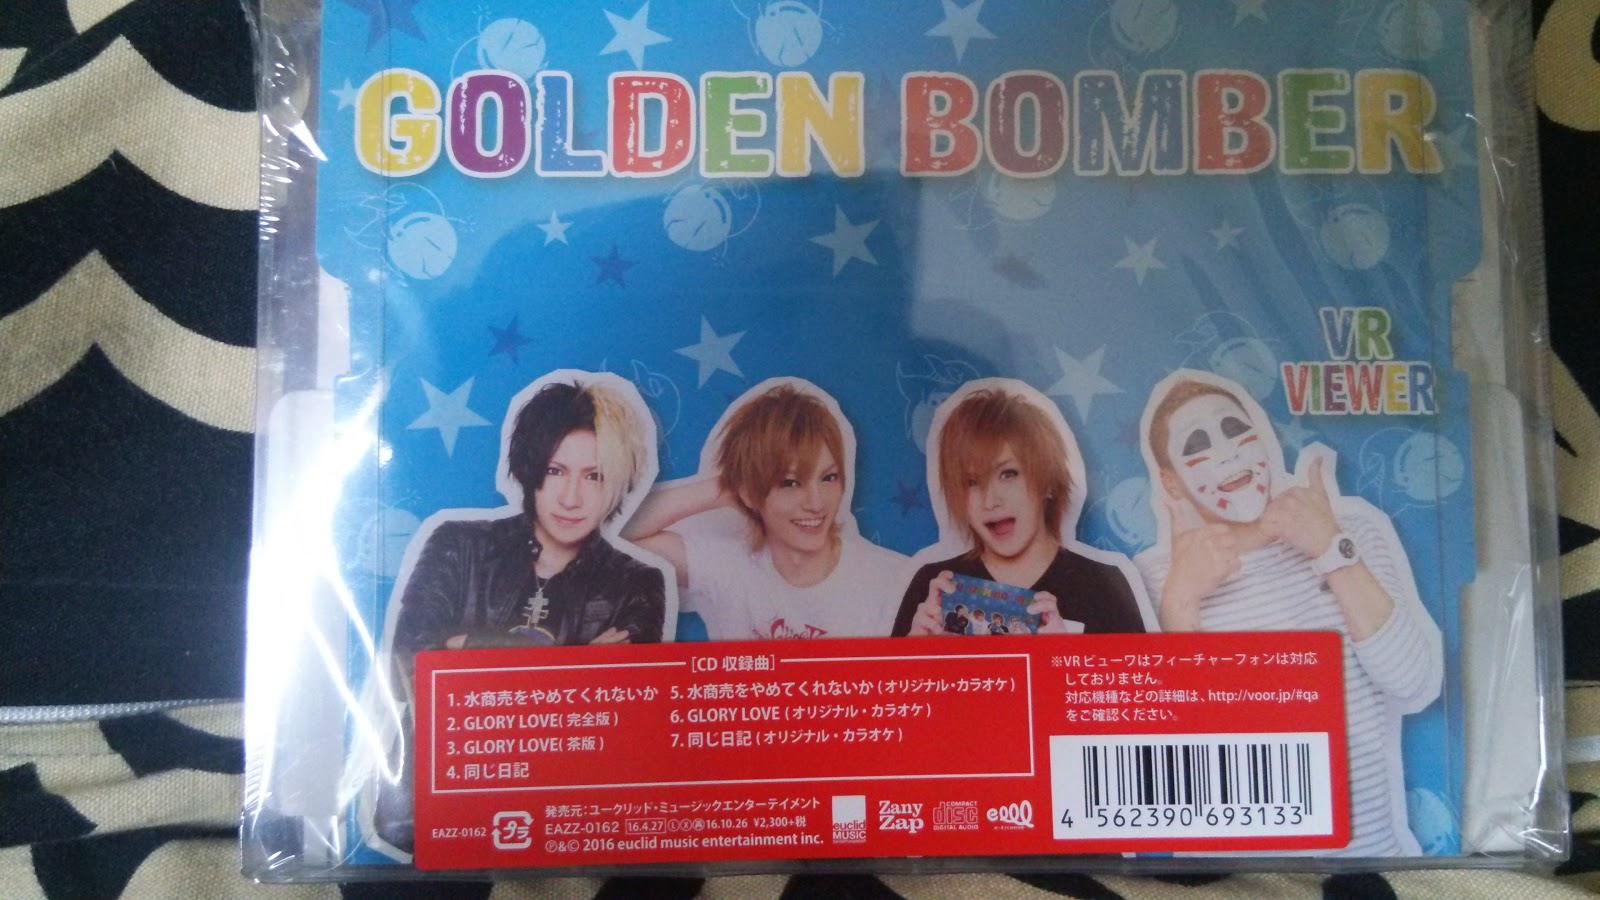 GOLDEN BOMBER
VR
VIEWER
[CD 収録曲]
1. 水商売をやめてくれないか
2. GLORY LOVE( 完全版 )
3. GLORY LOVE( 茶版 )
4. 同じ日記
5. 水商売をやめてくれないか ( オリジナル・カラオケ )
6. GLORY LOVE ( オリジナル・カラオケ )
7. 同じ日記 ( オリジナル・カラオケ )
※VR ビューワはフィーチャーフォンは対応
しておりません。
対応機種などの詳細は、http://voor.jp/#qa
をご確認ください。
EAZZ-0162
プラ
発売元:ユークリッド・ミュージックエンターテイメント
EAZZ-0162 16.4.27 16.10.26 ¥2,300+税
Ⓟ&© 2016 euclid music entertainment inc.
euclid
MUSIC
Zany
Zap
COMPACT
disc
DIGITAL AUDIO
4 562390 693133